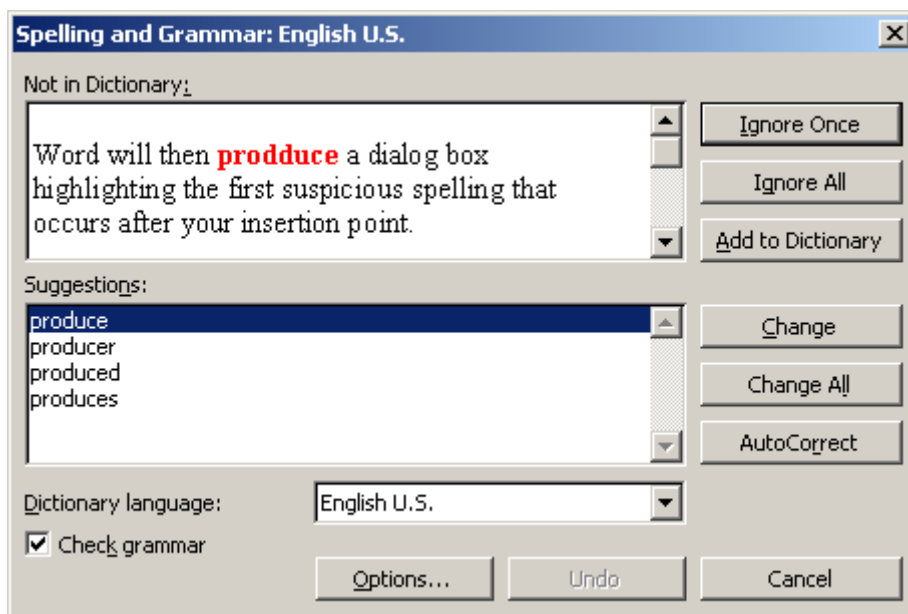 Spelling and Grammar: English U.S.
Not in Dictionary:
Word will then prodduce a dialog box
highlighting the first suspicious spelling that
occurs after your insertion point.
Ignore Once
Ignore All
Add to Dictionary
Suggestions:
produce
producer
produced
produces
Change
Change All
AutoCorrect
Dictionary language:
English U.S.
Check grammar
Options...
Undo
Cancel